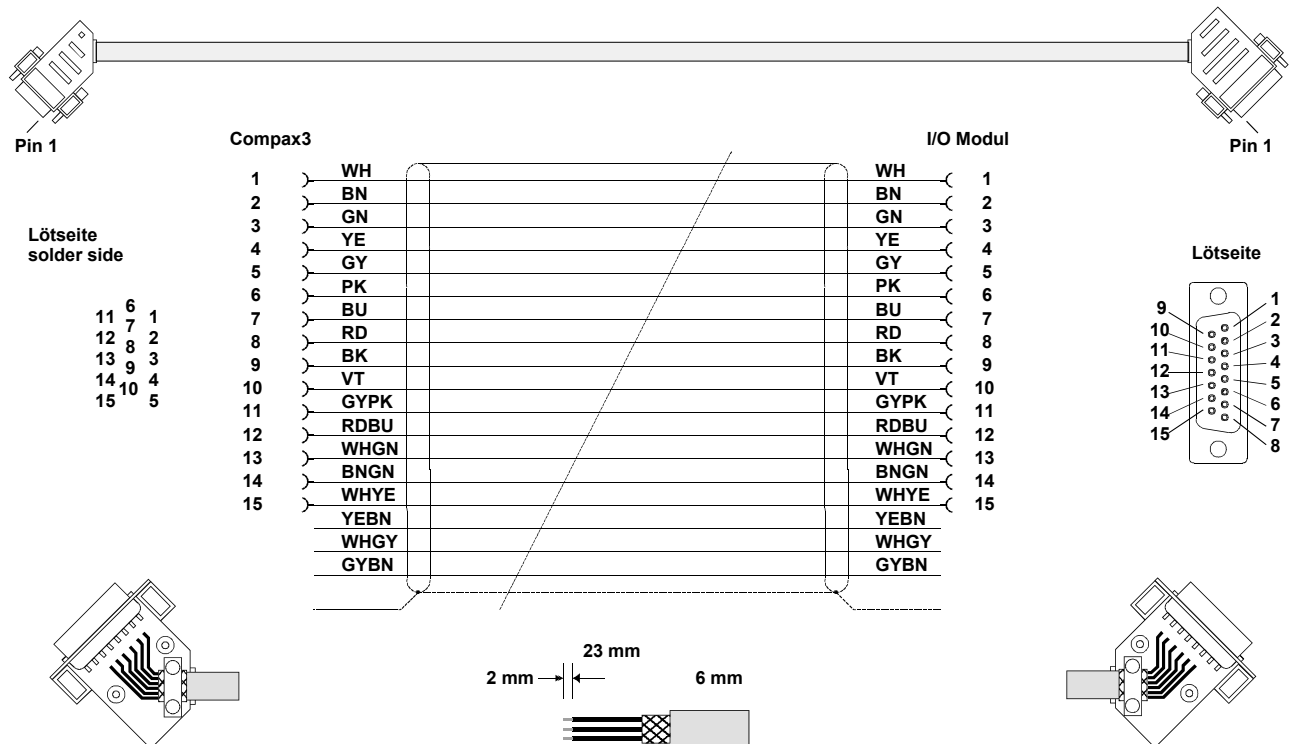 Pin 1
Pin 1
Compax3
I/O Modul
1 WH WH 1
2 BN BN 2
3 GN GN 3
4 YE YE 4
5 GY GY 5
6 PK PK 6
7 BU BU 7
8 RD RD 8
9 BK BK 9
10 VT VT 10
11 GYPK GYPK 11
12 RDBU RDBU 12
13 WHGN WHGN 13
14 BNGN BNGN 14
15 WHYE WHYE 15
YEBN YEBN
WHGY WHGY
GYBN GYBN
Lötseite
solder side
6
11 1
7
12 2
8
13 3
9
14 4
10
15 5
Lötseite
1
9
2
10
3
11
4
12
5
13
6
14
7
15
8
23 mm
2 mm 6 mm